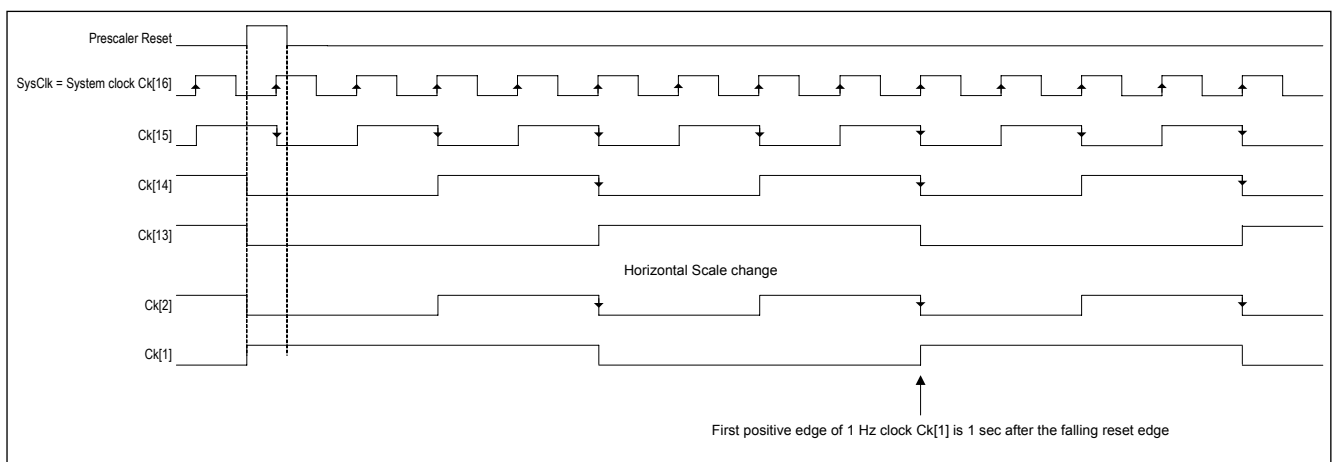 Prescaler Reset
SysClk = System clock Ck[16]
Ck[15]
Ck[14]
Ck[13]
Horizontal Scale change
Ck[2]
Ck[1]
First positive edge of 1 Hz clock Ck[1] is 1 sec after the falling reset edge